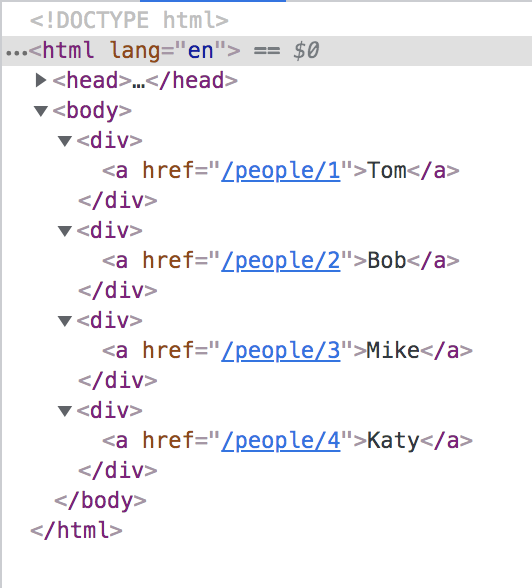 <!DOCTYPE html>
…<html lang="en"> == $0
▶<head>…</head>
▼<body>
▼<div>
<a href="/people/1">Tom</a>
</div>
▼<div>
<a href="/people/2">Bob</a>
</div>
▼<div>
<a href="/people/3">Mike</a>
</div>
▼<div>
<a href="/people/4">Katy</a>
</div>
</body>
</html>